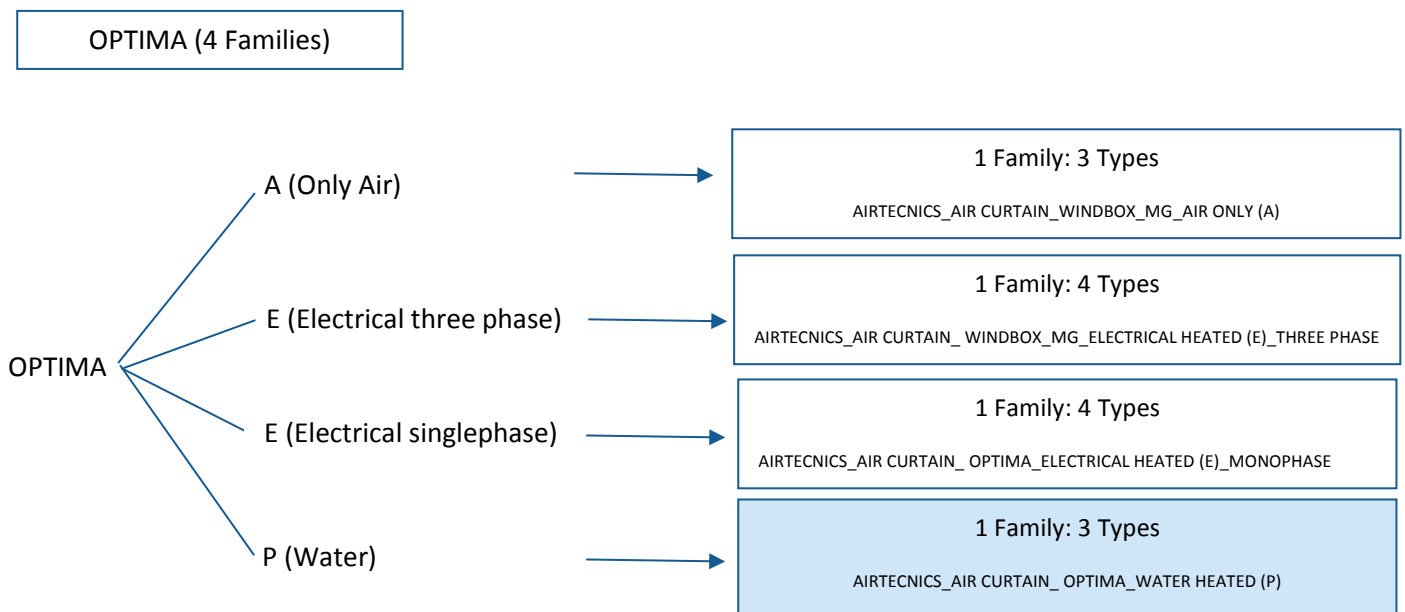 OPTIMA (4 Families)
A (Only Air)
1 Family: 3 Types
AIRTECNICS_AIR CURTAIN_WINDBOX_MG_AIR ONLY (A)
E (Electrical three phase)
1 Family: 4 Types
AIRTECNICS_AIR CURTAIN_ WINDBOX_MG_ELECTRICAL HEATED (E)_THREE PHASE
OPTIMA
E (Electrical singlephase)
1 Family: 4 Types
AIRTECNICS_AIR CURTAIN_ OPTIMA_ELECTRICAL HEATED (E)_MONOPHASE
P (Water)
1 Family: 3 Types
AIRTECNICS_AIR CURTAIN_ OPTIMA_WATER HEATED (P)